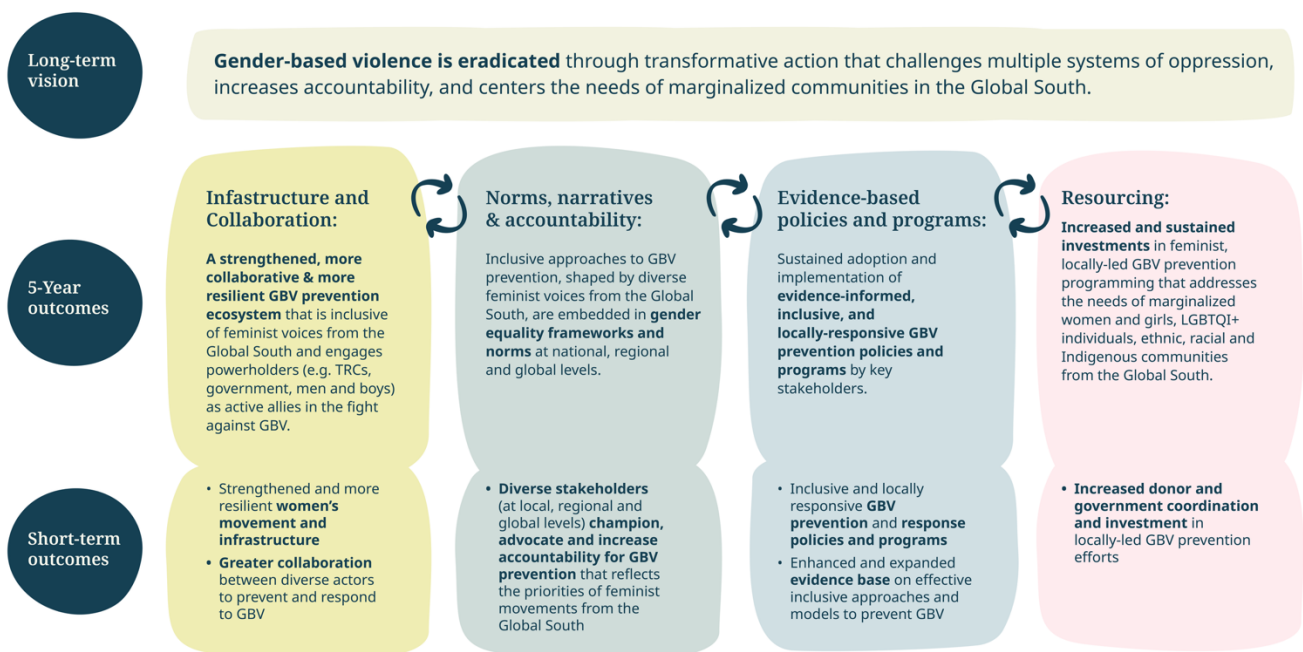 Long-term
vision
Gender-based violence is eradicated through transformative action that challenges multiple systems of oppression,
increases accountability, and centers the needs of marginalized communities in the Global South.
5-Year
outcomes
Infastructure and
Collaboration:
A strengthened, more
collaborative & more
resilient GBV prevention
ecosystem that is inclusive
of feminist voices from the
Global South and engages
powerholders (e.g. TRCs,
government, men and boys)
as active allies in the fight
against GBV.
Norms, narratives
& accountability:
Inclusive approaches to GBV
prevention, shaped by diverse
feminist voices from the Global
South, are embedded in gender
equality frameworks and
norms at national, regional
and global levels.
Evidence-based
policies and programs:
Sustained adoption and
implementation of
evidence-informed,
inclusive, and
locally-responsive GBV
prevention policies and
programs by key
stakeholders.
Resourcing:
Increased and sustained
investments in feminist,
locally-led GBV prevention
programming that addresses
the needs of marginalized
women and girls, LGBTQI+
individuals, ethnic, racial and
Indigenous communities
from the Global South.
Short-term
outcomes
• Strengthened and more
resilient women's
movement and
infrastructure
• Greater collaboration
between diverse actors
to prevent and respond
to GBV
• Diverse stakeholders
(at local, regional and
global levels) champion,
advocate and increase
accountability for GBV
prevention that reflects
the priorities of feminist
movements from the
Global South
• Inclusive and locally
responsive GBV
prevention and response
policies and programs
• Enhanced and expanded
evidence base on effective
inclusive approaches and
models to prevent GBV
• Increased donor and
government coordination
and investment in
locally-led GBV prevention
efforts